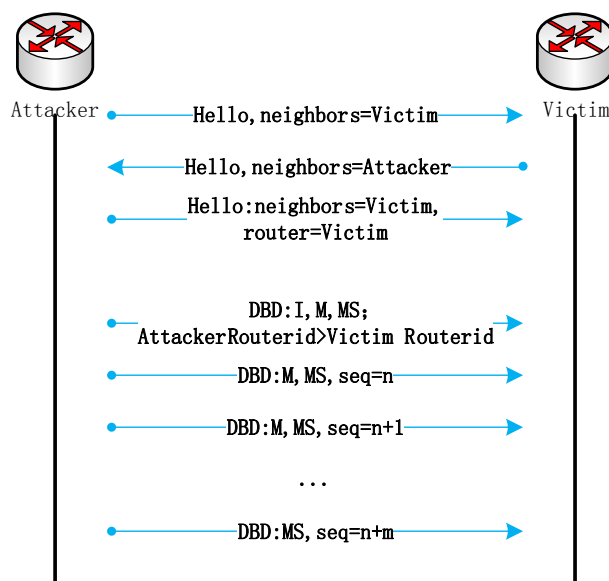 Attacker
Victim
Hello,neighbors=Victim
Hello,neighbors=Attacker
Hello:neighbors=Victim,
router=Victim
DBD:I,M,MS;
AttackerRouterid>Victim Routerid
DBD:M,MS,seq=n
DBD:M,MS,seq=n+1
...
DBD:MS,seq=n+m